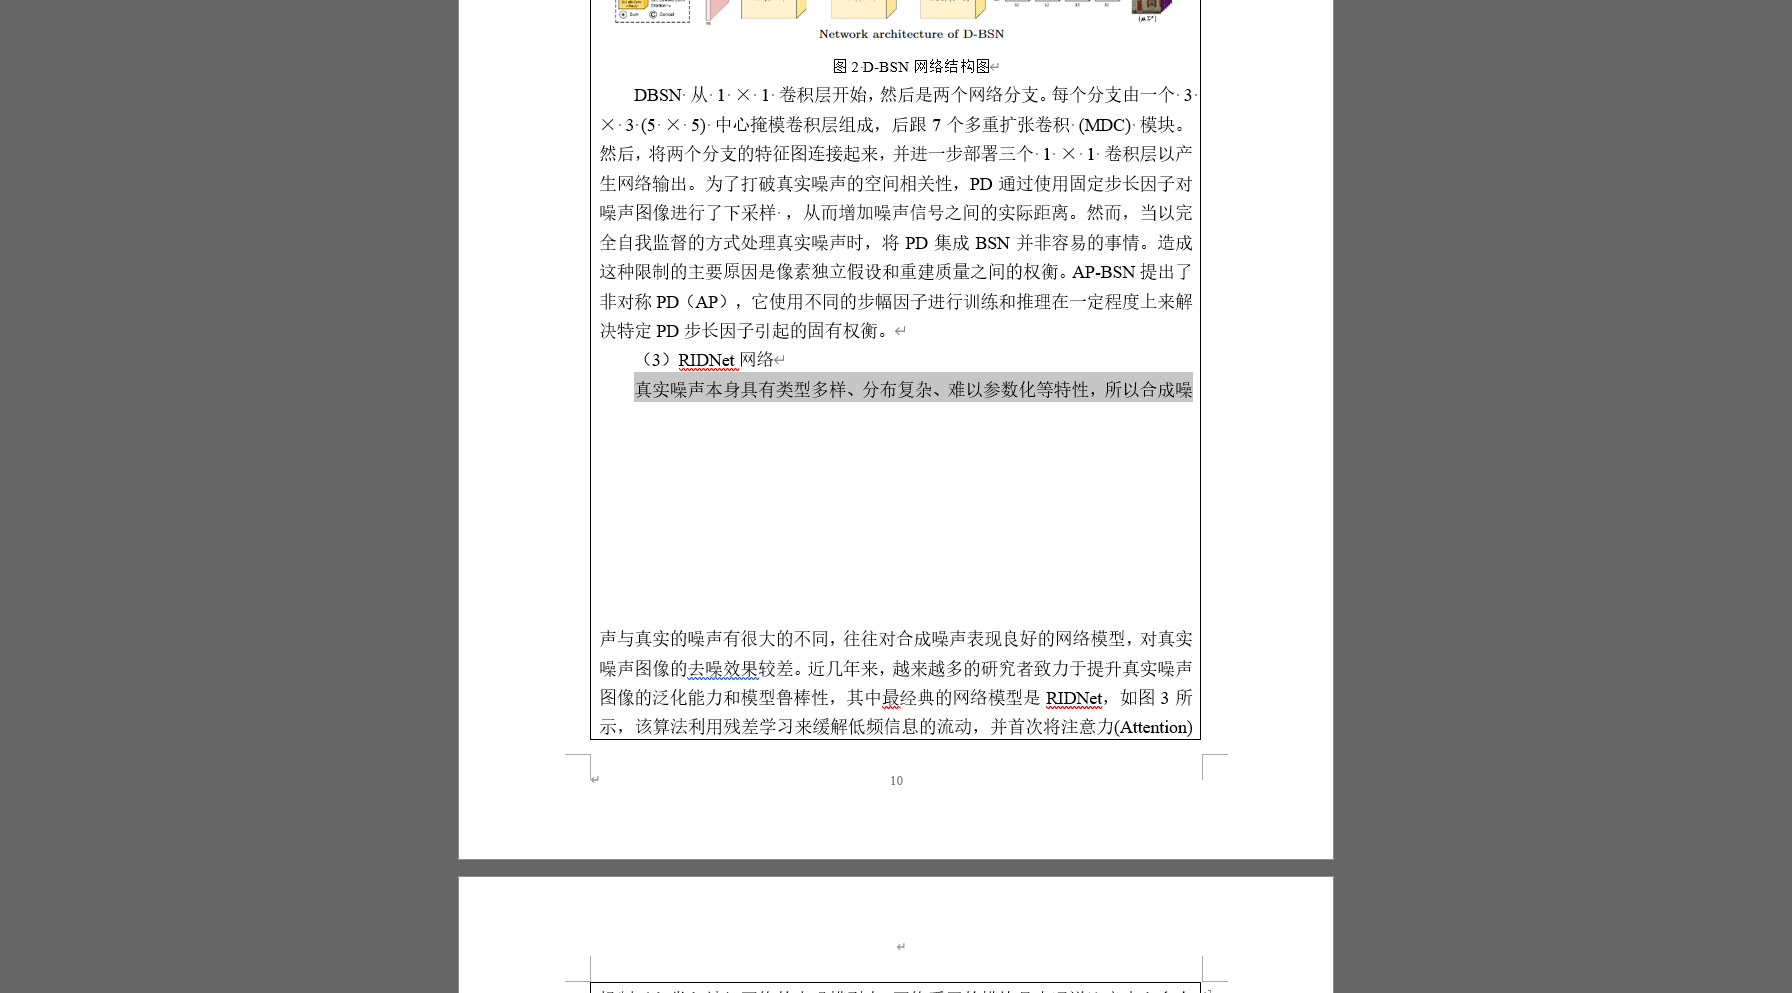 Sum
Concat
Network architecture of D-BSN
图 2 D-BSN 网络结构图
DBSN 从 1 × 1 卷积层开始，然后是两个网络分支。每个分支由一个 3
× 3 (5 × 5) 中心掩模卷积层组成，后跟 7 个多重扩张卷积 (MDC) 模块。
然后，将两个分支的特征图连接起来，并进一步部署三个 1 × 1 卷积层以产
生网络输出。为了打破真实噪声的空间相关性，PD 通过使用固定步长因子对
噪声图像进行了下采样 ，从而增加噪声信号之间的实际距离。然而，当以完
全自我监督的方式处理真实噪声时，将 PD 集成 BSN 并非容易的事情。造成
这种限制的主要原因是像素独立假设和重建质量之间的权衡。AP-BSN 提出了
非对称 PD（AP），它使用不同的步幅因子进行训练和推理在一定程度上来解
决特定 PD 步长因子引起的固有权衡。
（3）RIDNet 网络
真实噪声本身具有类型多样、分布复杂、难以参数化等特性，所以合成噪
声与真实的噪声有很大的不同，往往对合成噪声表现良好的网络模型，对真实
噪声图像的去噪效果较差。近几年来，越来越多的研究者致力于提升真实噪声
图像的泛化能力和模型鲁棒性，其中最经典的网络模型是 RIDNet，如图 3 所
示，该算法利用残差学习来缓解低频信息的流动，并首次将注意力(Attention)
10